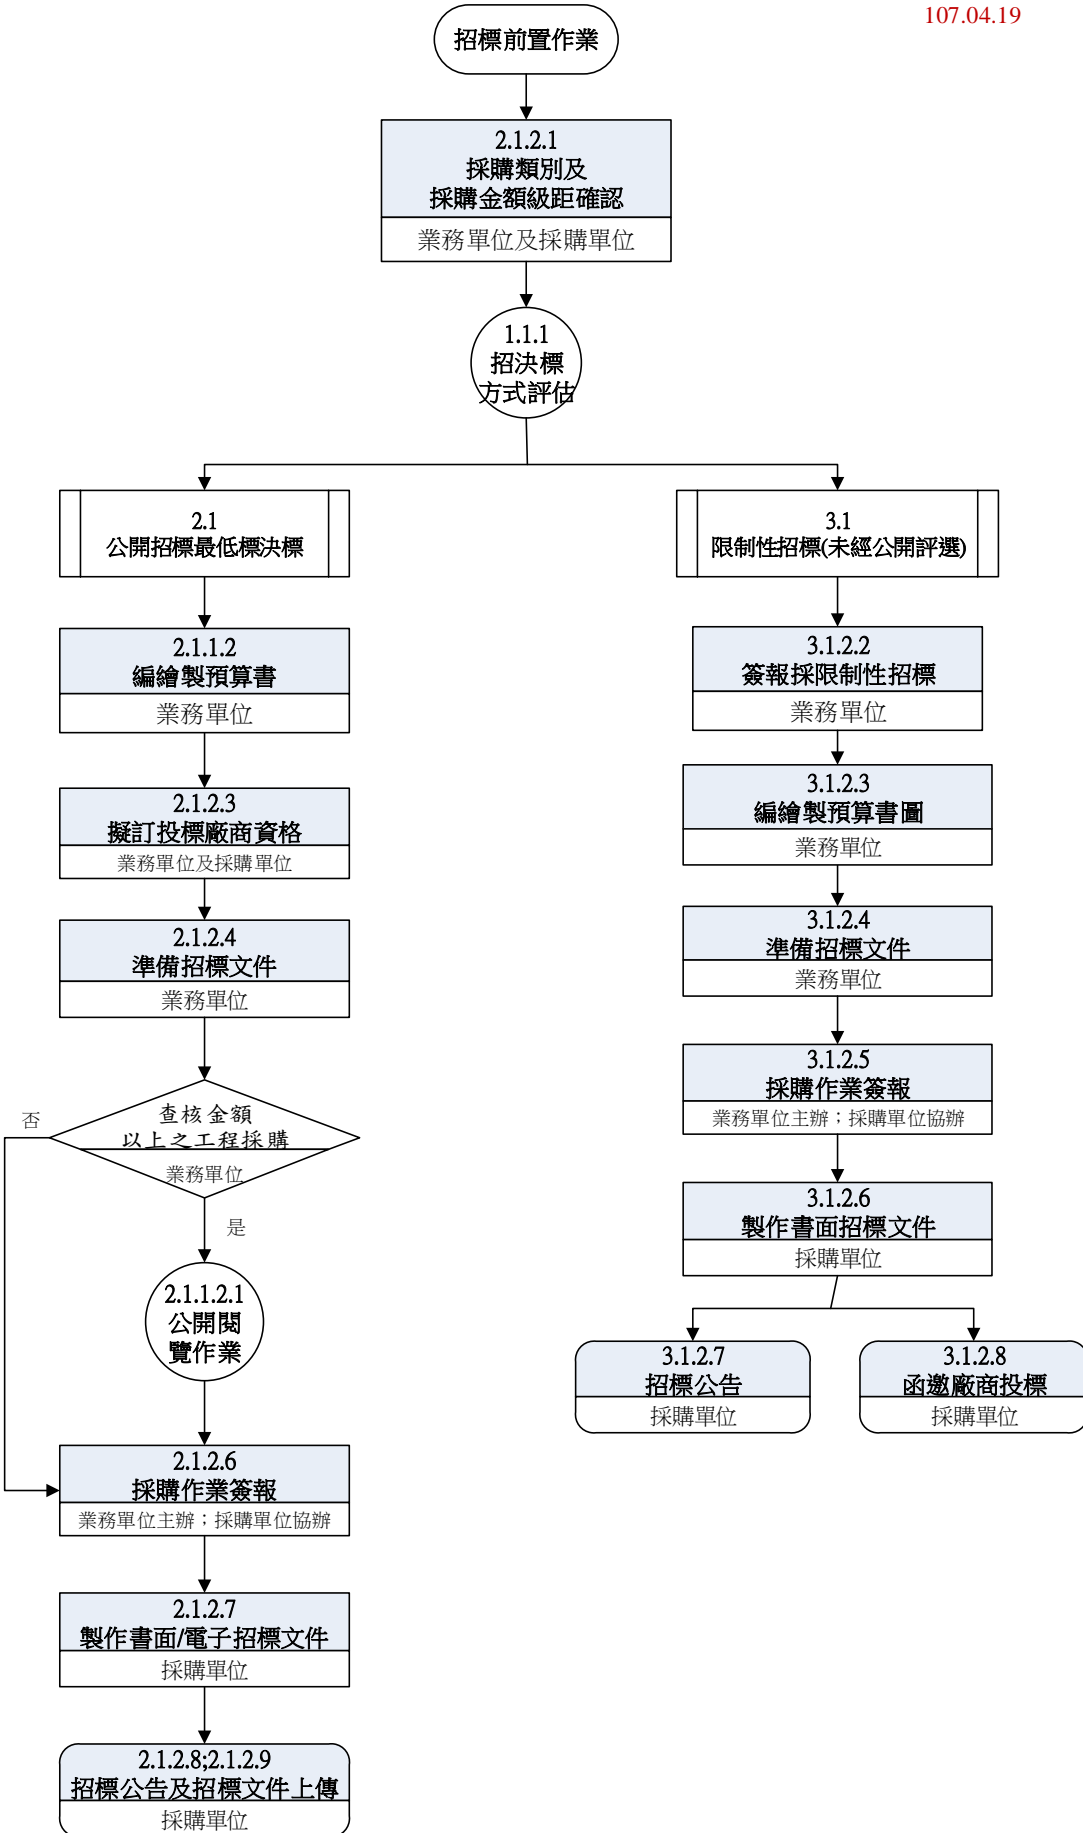 107.04.19
招標前置作業
2.1.2.1
採購類別及
採購金額級距確認
業務單位及採購單位
1.1.1
招決標
方式評估
2.1
公開招標最低標決標
2.1.1.2
編繪製預算書
業務單位
2.1.2.3
擬訂投標廠商資格
業務單位及採購單位
2.1.2.4
準備招標文件
業務單位
查核金額
以上之工程採購
業務單位
否
是
2.1.1.2.1
公開閱
覽作業
2.1.2.6
採購作業簽報
業務單位主辦；採購單位協辦
2.1.2.7
製作書面/電子招標文件
採購單位
2.1.2.8;2.1.2.9
招標公告及招標文件上傳
採購單位
3.1
限制性招標(未經公開評選)
3.1.2.2
簽報採限制性招標
業務單位
3.1.2.3
編繪製預算書圖
業務單位
3.1.2.4
準備招標文件
業務單位
3.1.2.5
採購作業簽報
業務單位主辦；採購單位協辦
3.1.2.6
製作書面招標文件
採購單位
3.1.2.7
招標公告
採購單位
3.1.2.8
函邀廠商投標
採購單位